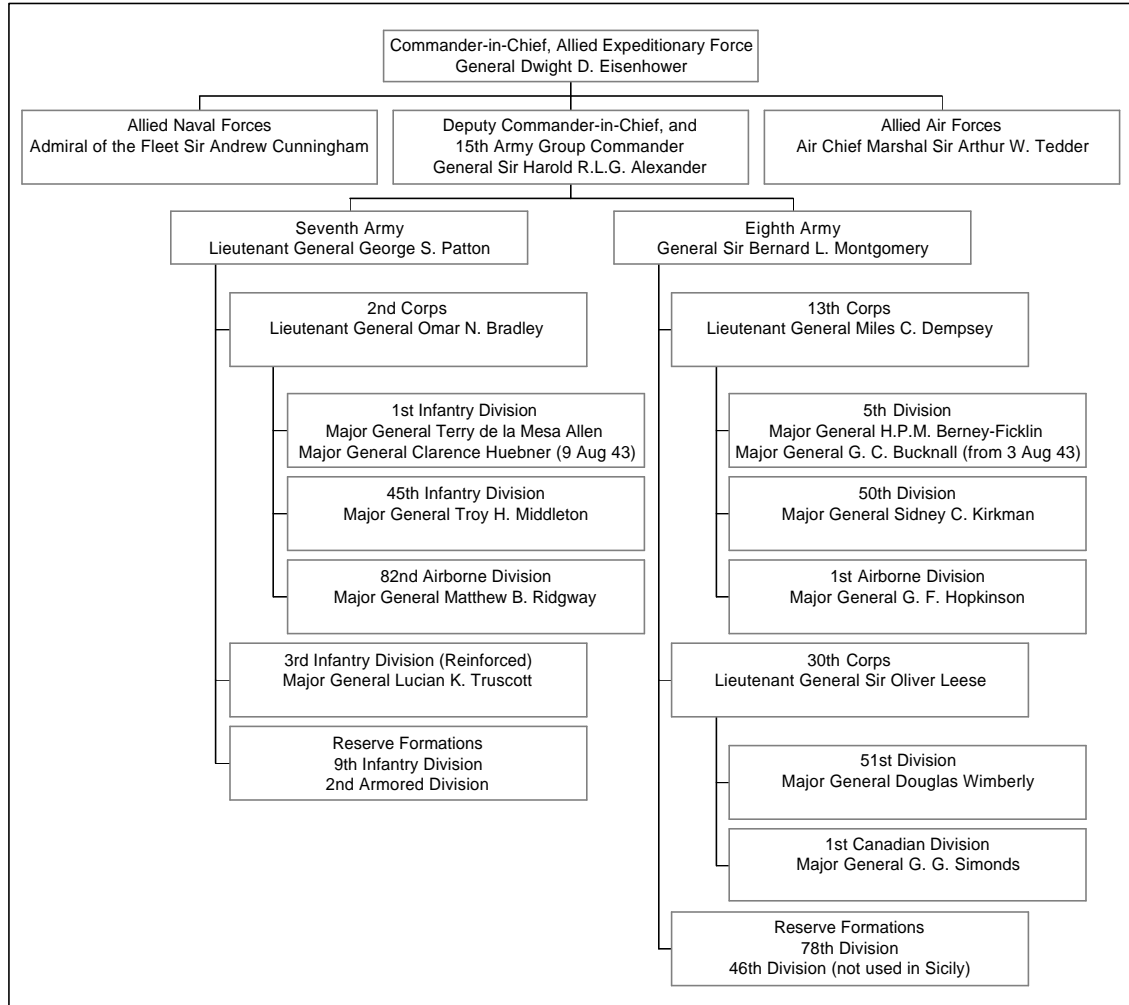 Commander-in-Chief, Allied Expeditionary Force
General Dwight D. Eisenhower
Allied Naval Forces
Admiral of the Fleet Sir Andrew Cunningham
Deputy Commander-in-Chief, and
15th Army Group Commander
General Sir Harold R.L.G. Alexander
Allied Air Forces
Air Chief Marshal Sir Arthur W. Tedder
Seventh Army
Lieutenant General George S. Patton
2nd Corps
Lieutenant General Omar N. Bradley
1st Infantry Division
Major General Terry de la Mesa Allen
Major General Clarence Huebner (9 Aug 43)
45th Infantry Division
Major General Troy H. Middleton
82nd Airborne Division
Major General Matthew B. Ridgway
3rd Infantry Division (Reinforced)
Major General Lucian K. Truscott
Reserve Formations
9th Infantry Division
2nd Armored Division
Eighth Army
General Sir Bernard L. Montgomery
13th Corps
Lieutenant General Miles C. Dempsey
5th Division
Major General H.P.M. Berney-Ficklin
Major General G. C. Bucknall (from 3 Aug 43)
50th Division
Major General Sidney C. Kirkman
1st Airborne Division
Major General G. F. Hopkinson
30th Corps
Lieutenant General Sir Oliver Leese
51st Division
Major General Douglas Wimberly
1st Canadian Division
Major General G. G. Simonds
Reserve Formations
78th Division
46th Division (not used in Sicily)